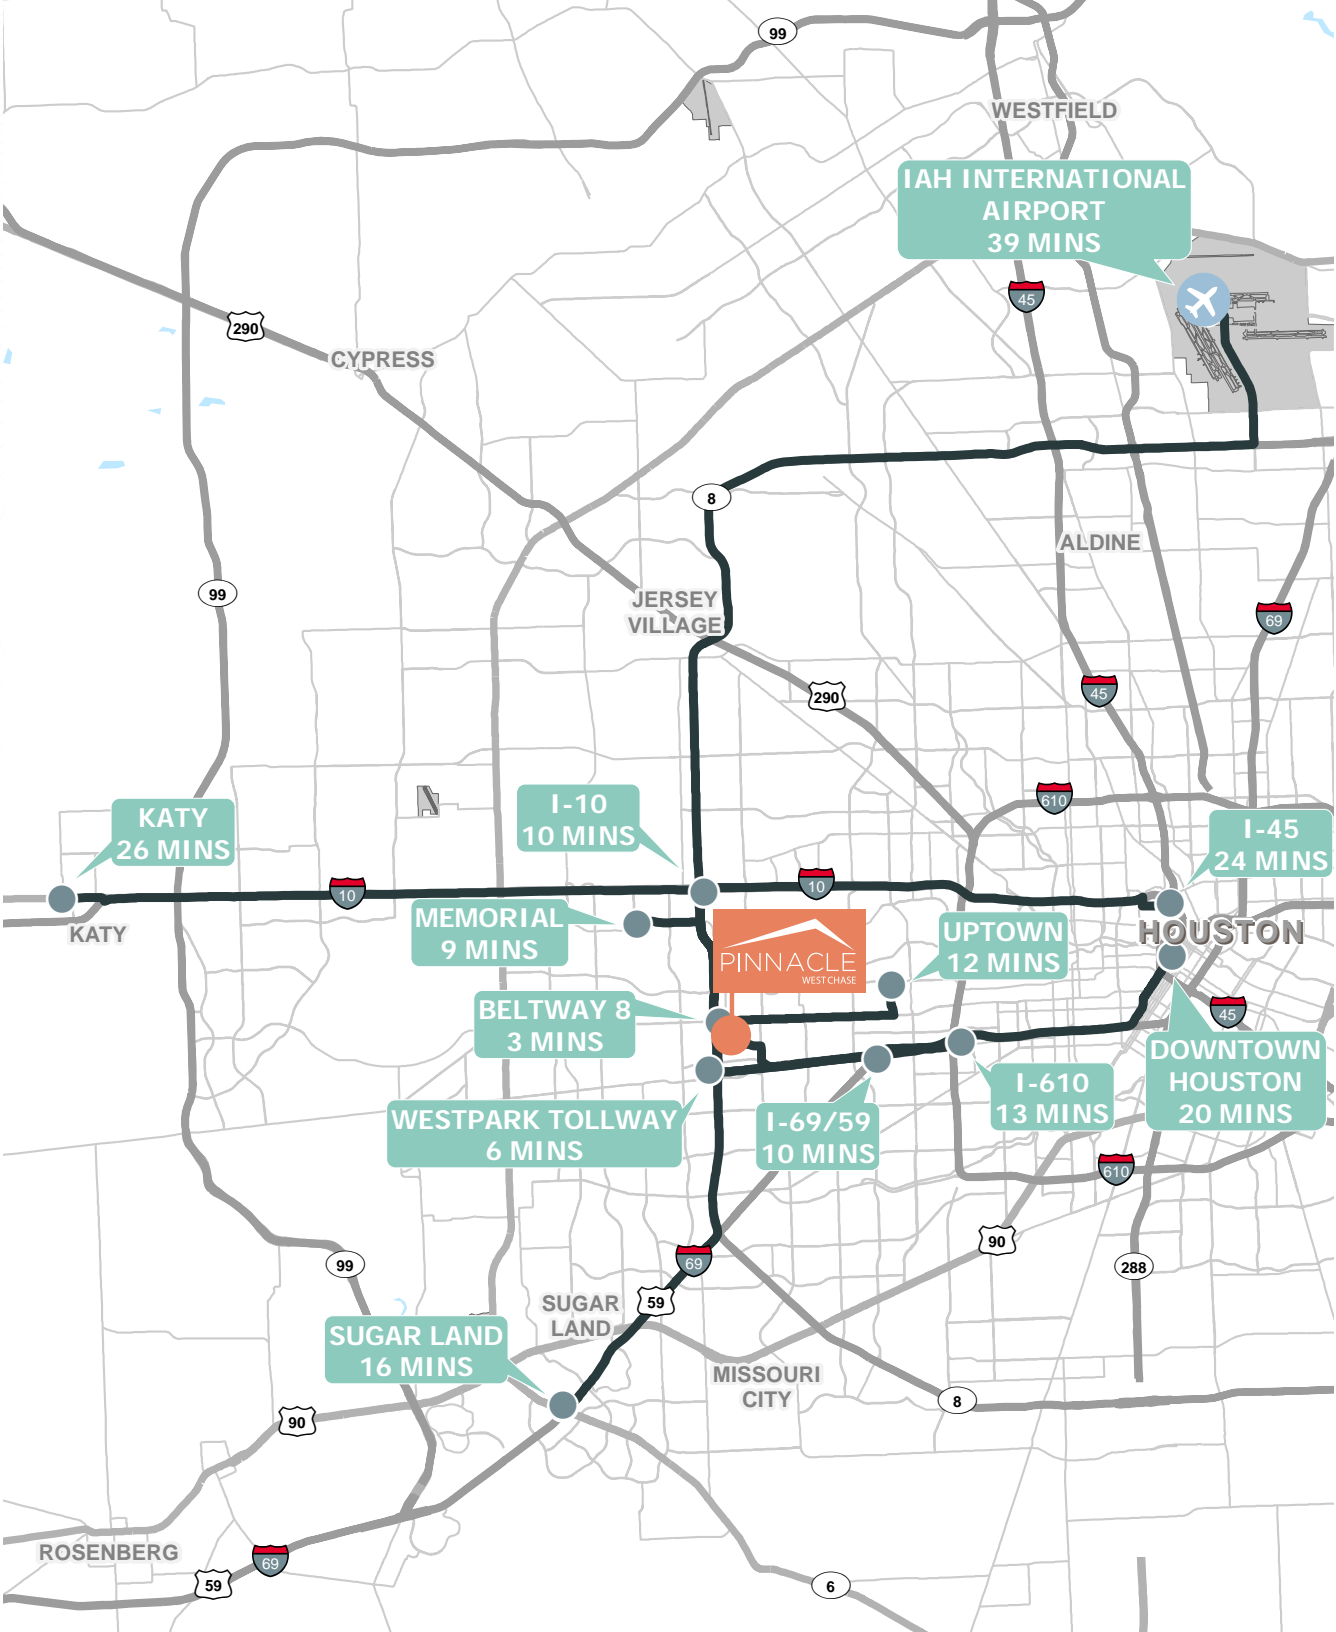 99
WESTFIELD
IAH INTERNATIONAL
AIRPORT
39 MINS
45
290
CYPRESS
8
ALDINE
99
JERSEY
VILLAGE
69
45
290
610
KATY
26 MINS
I-10
10 MINS
I-45
24 MINS
10
10
MEMORIAL
9 MINS
KATY
PINNACLE
WESTCHASE
UPTOWN
12 MINS
HOUSTON
BELTWAY 8
3 MINS
45
DOWNTOWN
HOUSTON
20 MINS
I-610
13 MINS
WESTPARK TOLLWAY
6 MINS
I-69/59
10 MINS
610
90
99
69
288
59
SUGAR
LAND
SUGAR LAND
16 MINS
MISSOURI
CITY
8
90
ROSENBERG
69
59
6